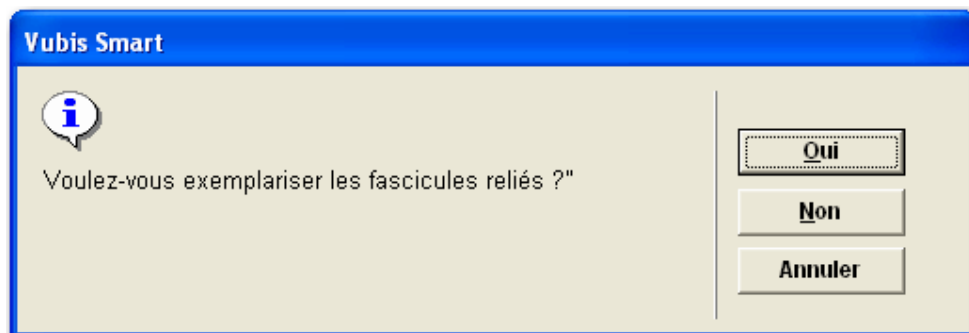 Vubis Smart
Voulez-vous exemplariser les fascicules reliés ?"
Oui
Non
Annuler